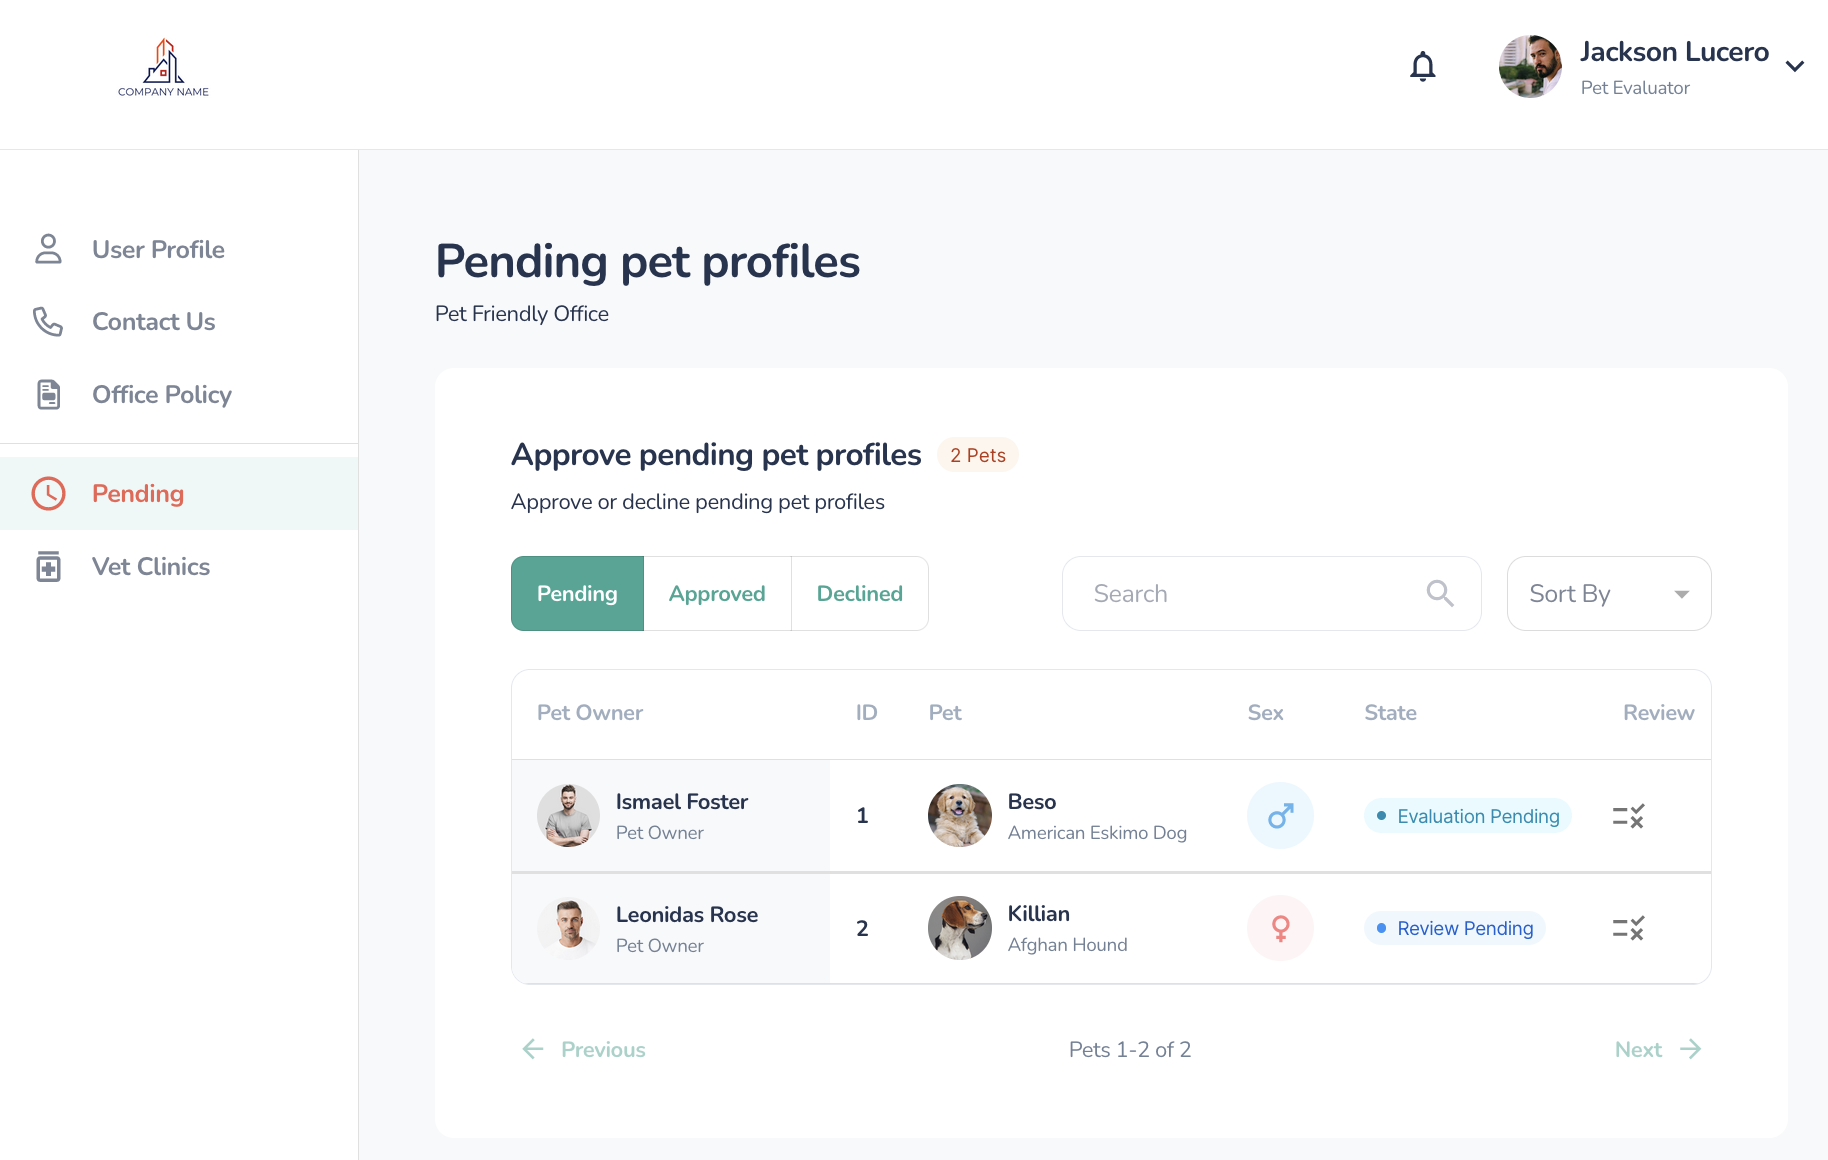 COMPANY NAME
Jackson Lucero
Pet Evaluator
User Profile
Contact Us
Office Policy
Pending
Vet Clinics
Pending pet profiles
Pet Friendly Office
Approve pending pet profiles 2 Pets
Approve or decline pending pet profiles
Pending Approved Declined Search Sort By
Pet Owner ID Pet Sex State Review
Ismael Foster
Pet Owner
1
Beso
American Eskimo Dog
Evaluation Pending
Leonidas Rose
Pet Owner
2
Killian
Afghan Hound
Review Pending
Previous Pets 1-2 of 2 Next